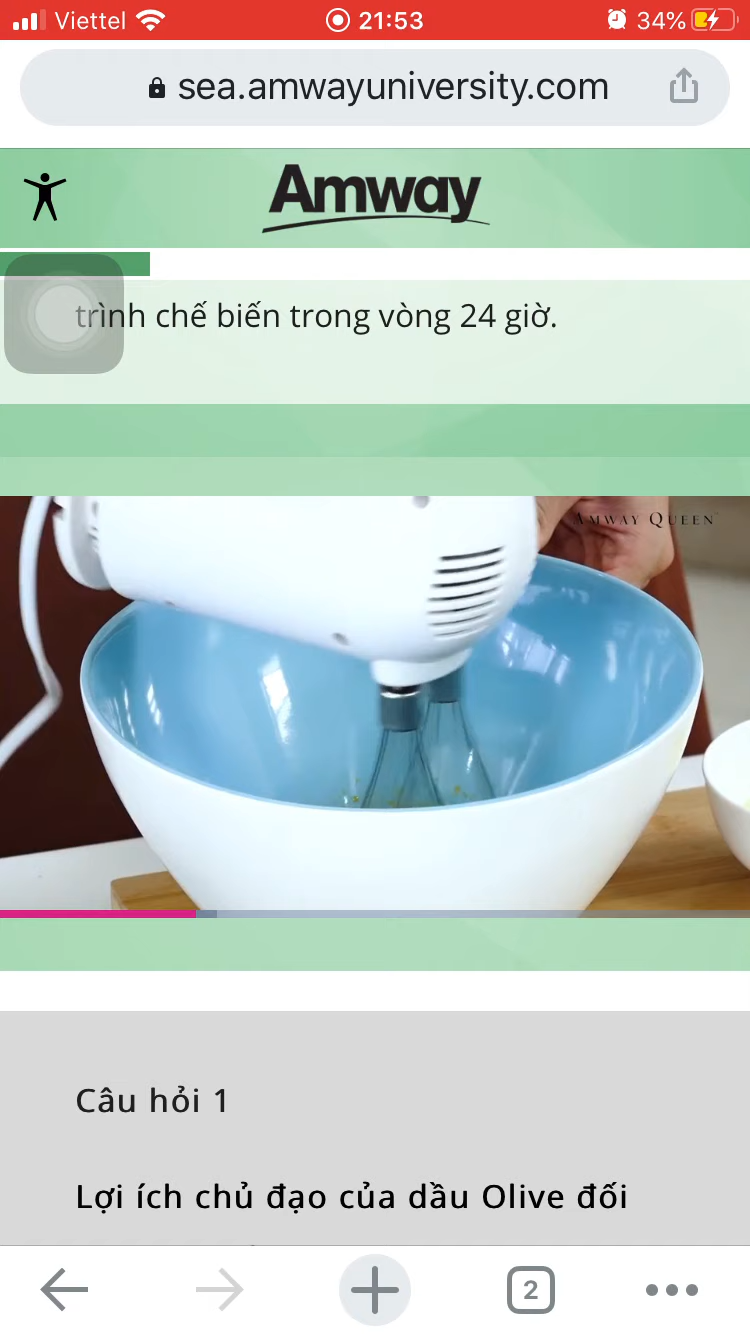 Viettel 21:53 34%
sea.amwayuniversity.com
Amway
trình chế biến trong vòng 24 giờ.
AMWAY QUEEN
Câu hỏi 1
Lợi ích chủ đạo của dầu Olive đối
2